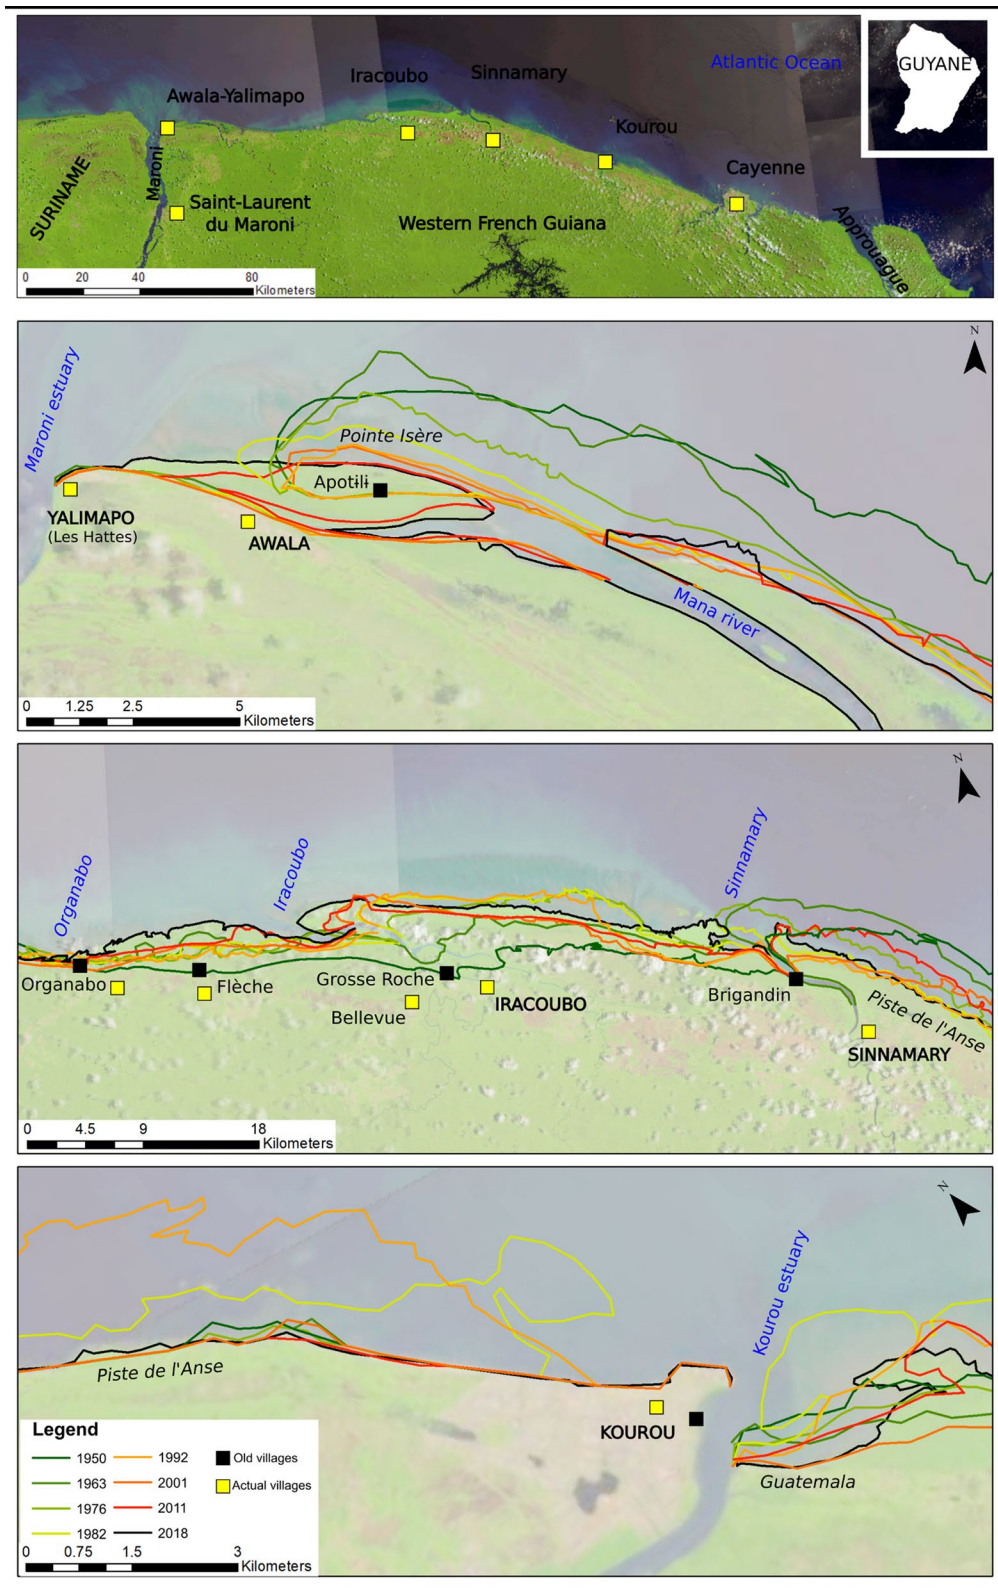 Atlantic Ocean
GUYANE
Iracoubo
Sinnamary
Awala-Yalimapo
Kourou
Cayenne
SURINAME
Maroni
Saint-Laurent
du Maroni
Western French Guiana
Approuague
0 20 40 80
Kilometers
N
Maroni estuary
Pointe Isère
Apotɨlɨ
YALIMAPO
(Les Hattes)
AWALA
Mana river
0 1.25 2.5 5
Kilometers
N
Organabo
Iracoubo
Sinnamary
Organabo
Flèche
Grosse Roche
Bellevue
IRACOUBO
Brigandin
Piste de l'Anse
SINNAMARY
0 4.5 9 18
Kilometers
N
Kourou estuary
Piste de l'Anse
KOUROU
Guatemala
Legend
1950 1992 Old villages
1963 2001 Actual villages
1976 2011
1982 2018
0 0.75 1.5 3
Kilometers